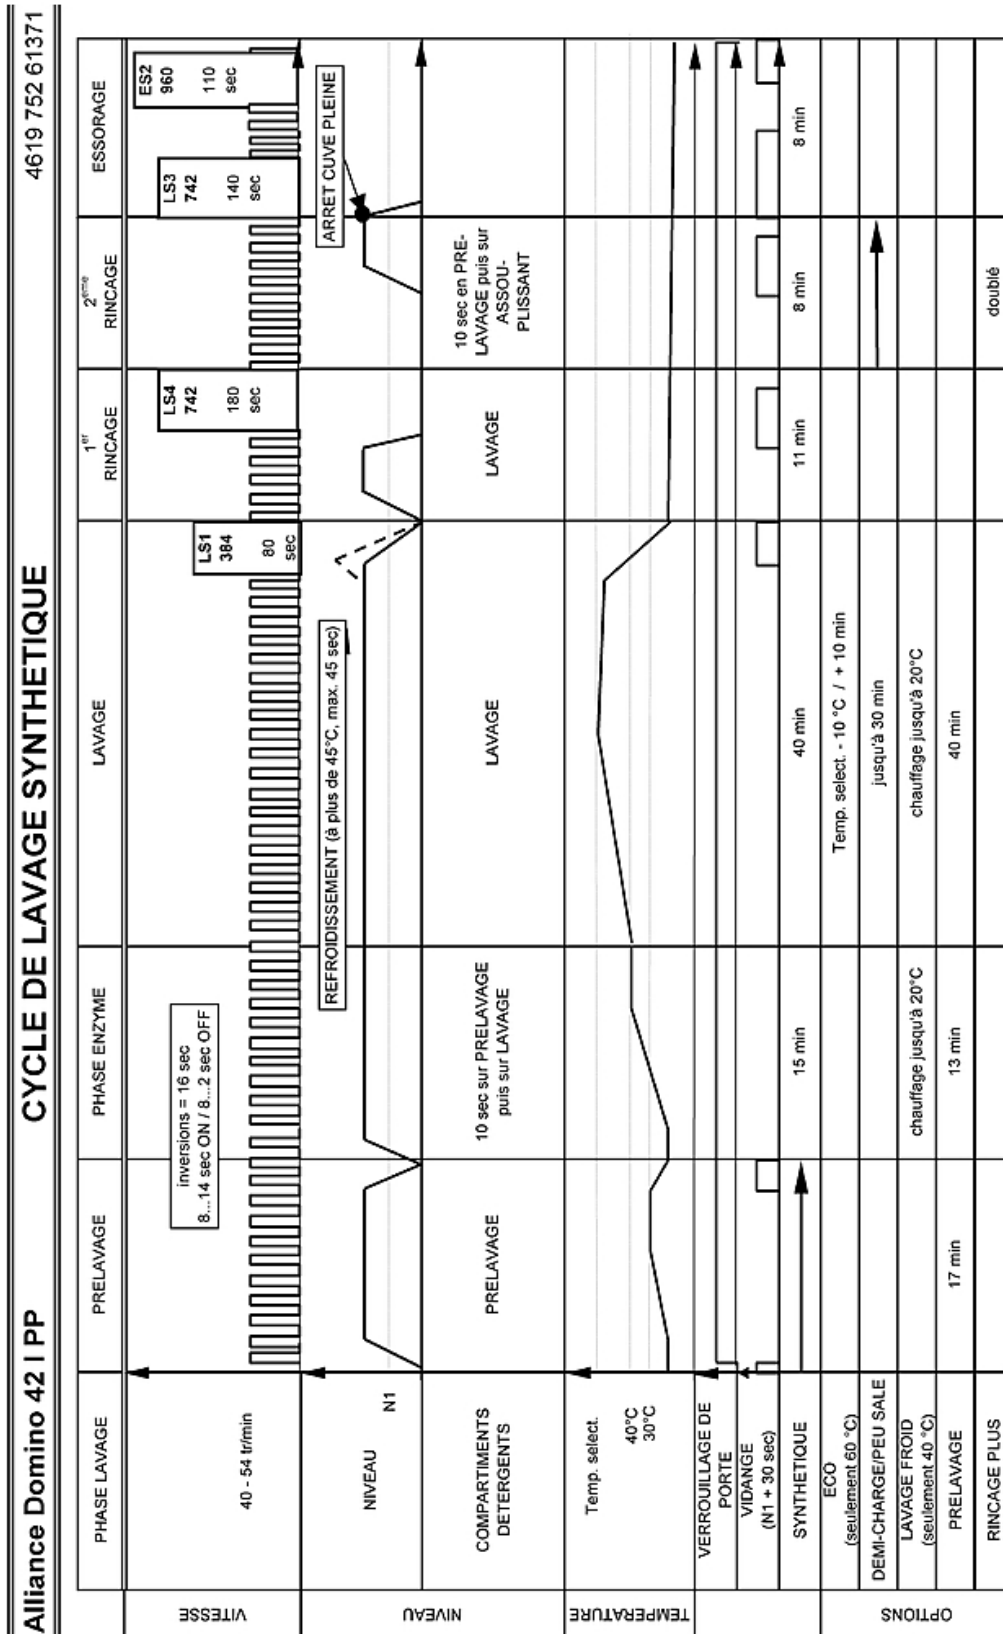 Alliance Domino 42 I PP
CYCLE DE LAVAGE SYNTHETIQUE
4619 752 61371
PHASE LAVAGE
PRELAVAGE
PHASE ENZYME
LAVAGE
1er
RINCAGE
2eme
RINCAGE
ESSORAGE
VITESSE
40 - 54 tr/min
inversions = 16 sec
8...14 sec ON / 8...2 sec OFF
LS1
384
80
sec
LS4
742
180
sec
LS3
742
140
sec
ES2
960
110
sec
NIVEAU
NIVEAU
N1
REFROIDISSEMENT (à plus de 45°C, max. 45 sec)
ARRET CUVE PLEINE
COMPARTIMENTS
DETERGENTS
PRELAVAGE
10 sec sur PRELAVAGE
puis sur LAVAGE
LAVAGE
LAVAGE
10 sec en PRE-
LAVAGE puis sur
ASSOU-
PLISSANT
TEMPERATURE
Temp. select.
40°C
30°C
VERROUILLAGE DE
PORTE
VIDANGE
(N1 + 30 sec)
SYNTHETIQUE
15 min
40 min
11 min
8 min
8 min
OPTIONS
ECO
(seulement 60 °C)
Temp. select. - 10 °C / + 10 min
DEMI-CHARGE/PEU SALE
jusqu'à 30 min
LAVAGE FROID
(seulement 40 °C)
chauffage jusqu'à 20°C
chauffage jusqu'à 20°C
PRELAVAGE
17 min
13 min
40 min
RINCAGE PLUS
doublé